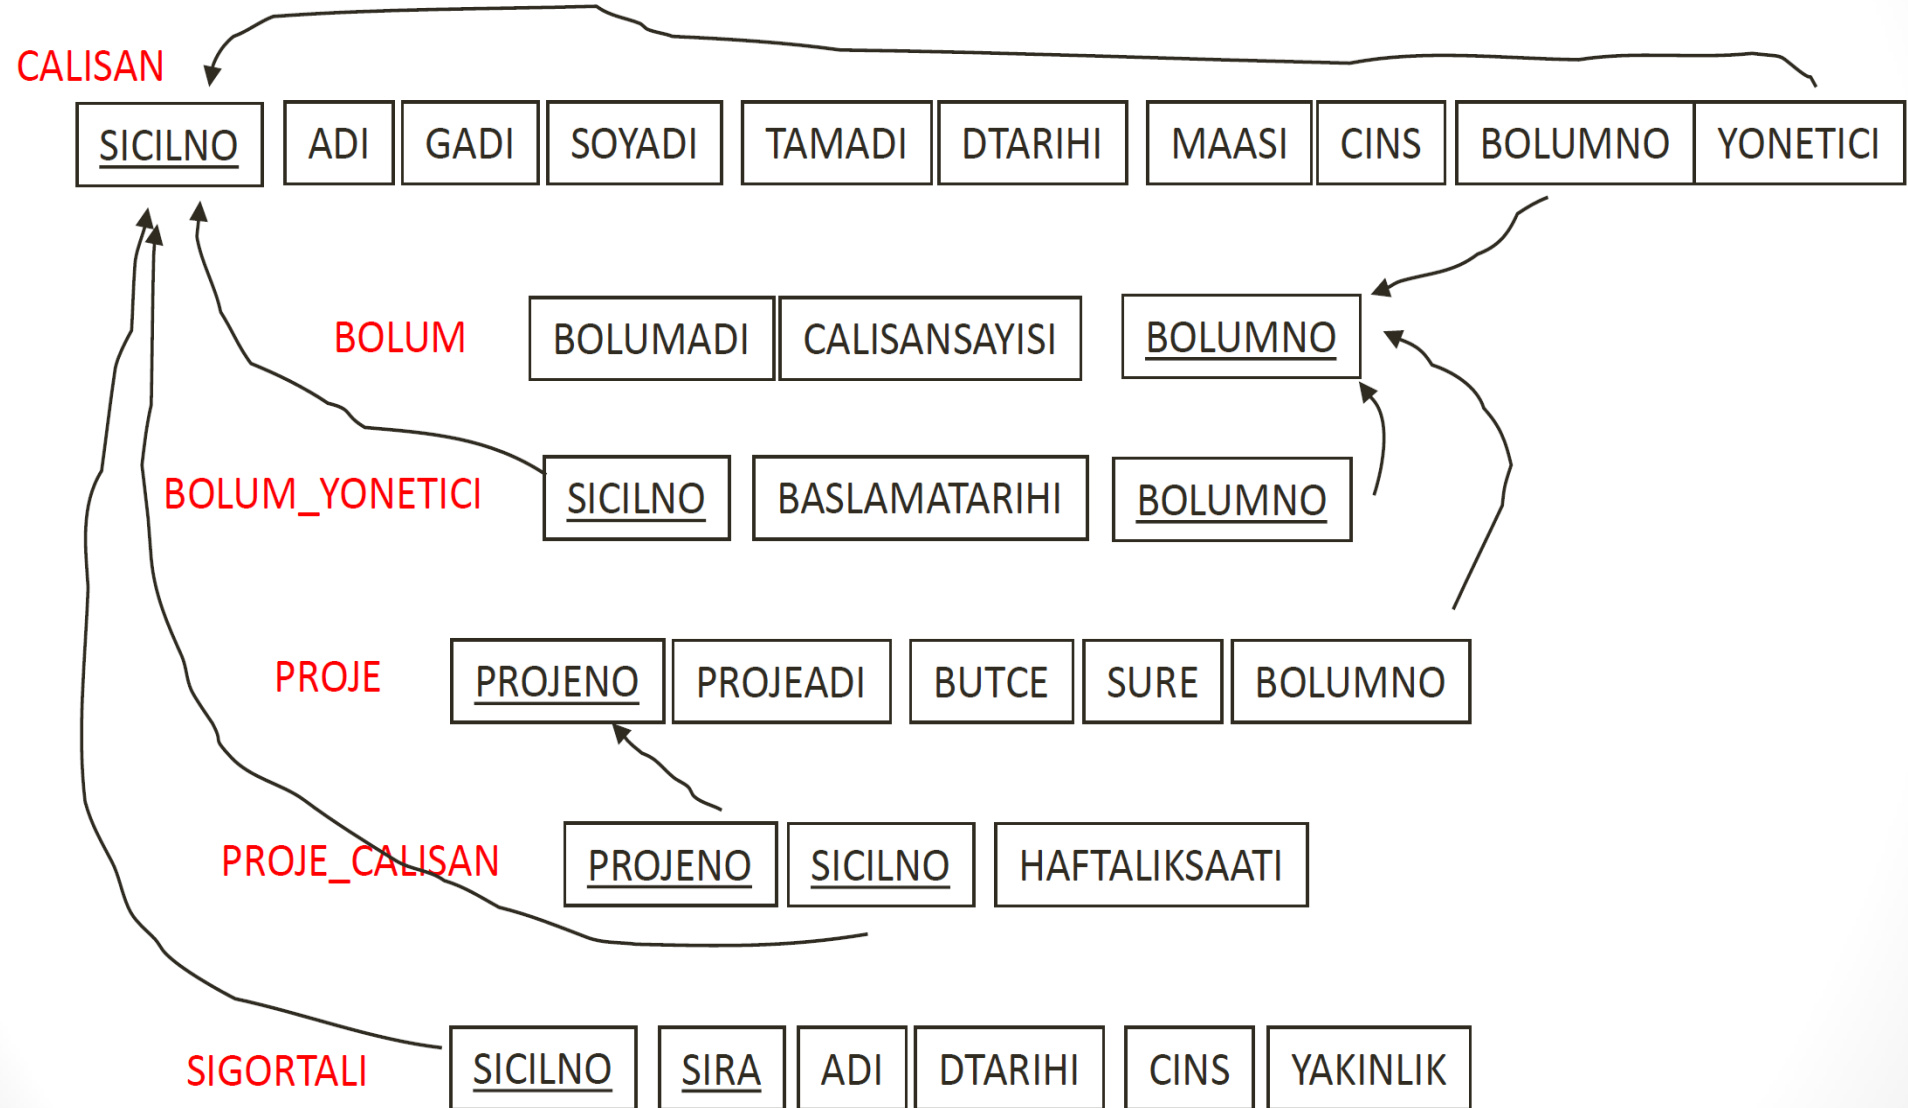 CALISAN
SICILNO ADI GADI SOYADI TAMADI DTARIHI MAASI CINS BOLUMNO YONETICI
BOLUM BOLUMADI CALISANSAYISI BOLUMNO
BOLUM_YONETICI SICILNO BASLAMATARIHI BOLUMNO
PROJE PROJENO PROJEADI BUTCE SURE BOLUMNO
PROJE_CALISAN PROJENO SICILNO HAFTALIKSAATI
SIGORTALI SICILNO SIRA ADI DTARIHI CINS YAKINLIK